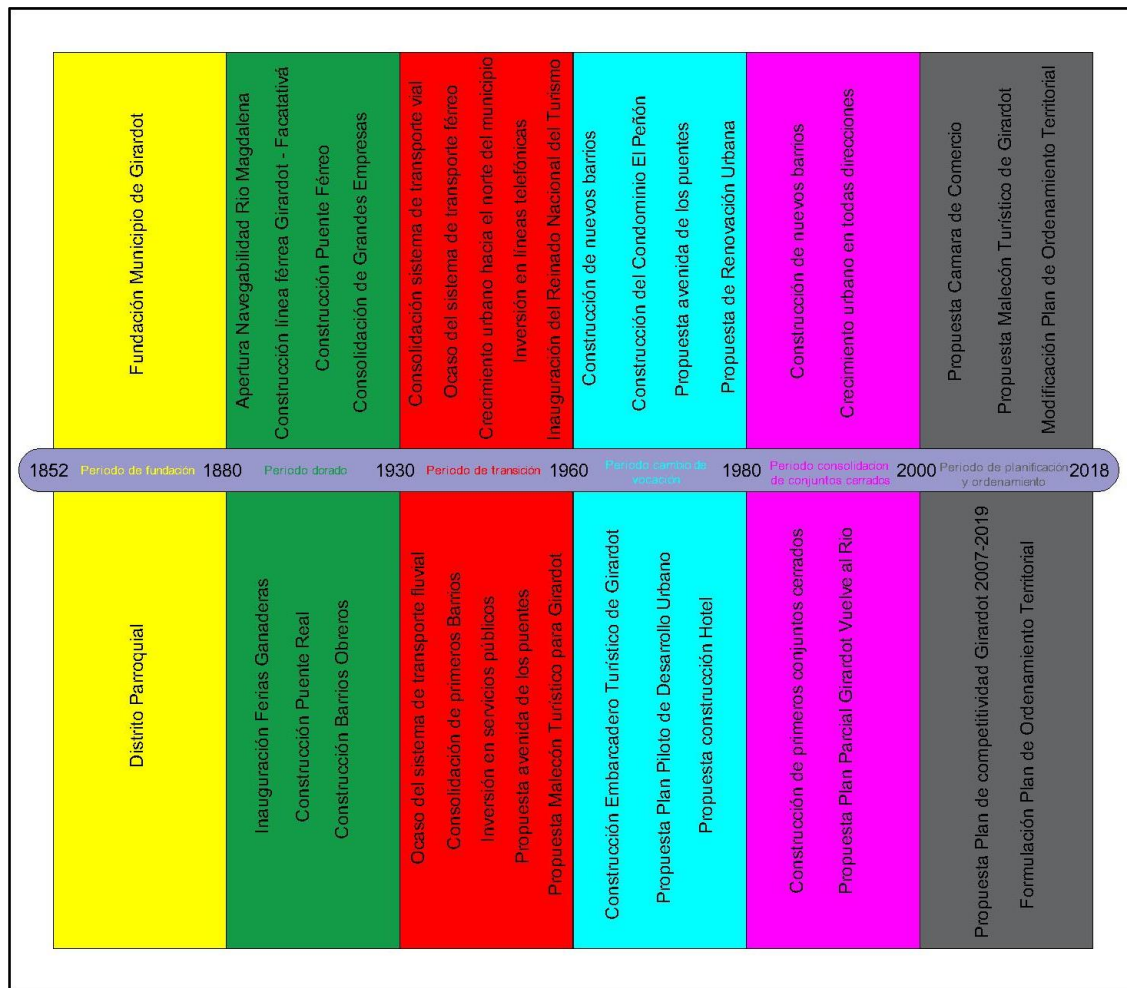 Fundación Municipio de Girardot
Apertura Navegabilidad Rio Magdalena
Construcción línea férrea Girardot - Facatativá
Construcción Puente Férreo
Consolidación de Grandes Empresas
Consolidación sistema de transporte vial
Ocaso del sistema de transporte férreo
Crecimiento urbano hacia el norte del municipio
Inversión en líneas telefónicas
Inauguración del Reinado Nacional del Turismo
Construcción de nuevos barrios
Construcción del Condominio El Peñón
Propuesta avenida de los puentes
Propuesta de Renovación Urbana
Construcción de nuevos barrios
Crecimiento urbano en todas direcciones
Propuesta Camara de Comercio
Propuesta Malecón Turístico de Girardot
Modificación Plan de Ordenamiento Territorial
1852
Periodo de fundación
1880
Periodo dorado
1930
Periodo de transición
1960
Periodo cambio de
vocación
1980
Periodo consolidacion
de conjuntos cerrados
2000
Periodo de planificación
y ordenamiento
2018
Distrito Parroquial
Inauguración Ferias Ganaderas
Construcción Puente Real
Construcción Barrios Obreros
Ocaso del sistema de transporte fluvial
Consolidación de primeros Barrios
Inversión en servicios públicos
Propuesta avenida de los puentes
Propuesta Malecón Turístico para Girardot
Construcción Embarcadero Turístico de Girardot
Propuesta Plan Piloto de Desarrollo Urbano
Propuesta construcción Hotel
Construcción de primeros conjuntos cerrados
Propuesta Plan Parcial Girardot Vuelve al Rio
Propuesta Plan de competitividad Girardot 2007-2019
Formulación Plan de Ordenamiento Territorial